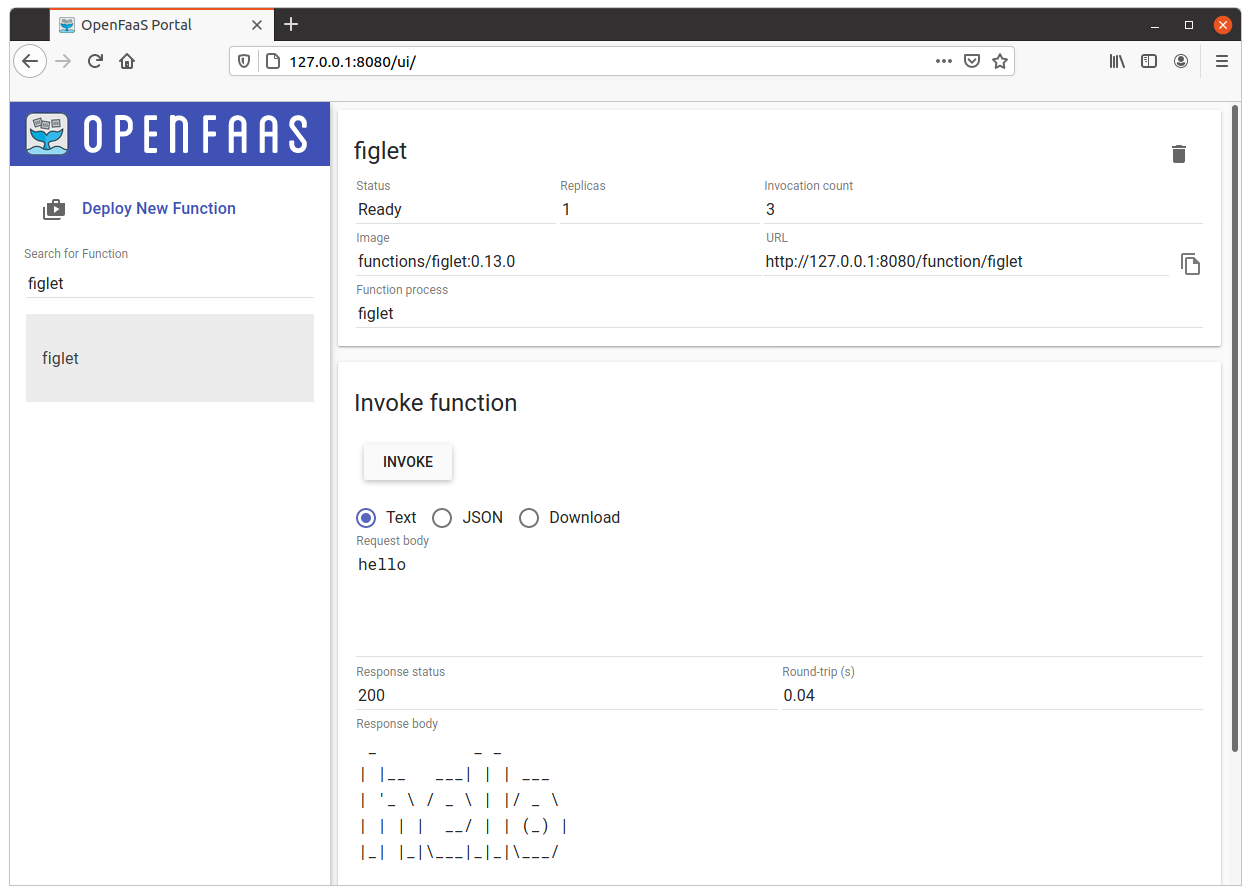 OpenFaaS Portal
127.0.0.1:8080/ui/
OPENFAAS
Deploy New Function
Search for Function
figlet
figlet
figlet
Status Replicas Invocation count
Ready 1 3
Image URL
functions/figlet:0.13.0 http://127.0.0.1:8080/function/figlet
Function process
figlet
Invoke function
INVOKE
Text JSON Download
Request body
hello
Response status Round-trip (s)
200 0.04
Response body
 _          _ _
| |__   ___| | | ___
| '_ \ / _ \ | |/ _ \
| | | |  __/ | | (_) |
|_| |_|\___|_|_|\___/